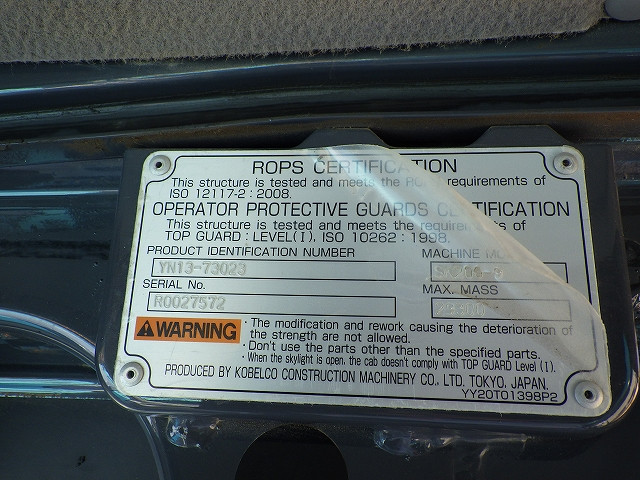 ROPS CERTIFICATION
This structure is tested and meets the requirements of
ISO 12117-2 : 2008.
OPERATOR PROTECTIVE GUARDS CERTIFICATION
This structure is tested and meets the requirements of
TOP GUARD : LEVEL(I), ISO 10262 : 1998.
PRODUCT IDENTIFICATION NUMBER
MACHINE
YN13-73023
SERIAL No.
MAX. MASS
R0027572
WARNING
· The modification and rework causing the deterioration of
the strength are not allowed.
· Don't use the parts other than the specified parts.
· When the skylight is open, the cab doesn't comply with TOP GUARD Level (I).
PRODUCED BY KOBELCO CONSTRUCTION MACHINERY CO., LTD. TOKYO, JAPAN.
YY20T01398P2